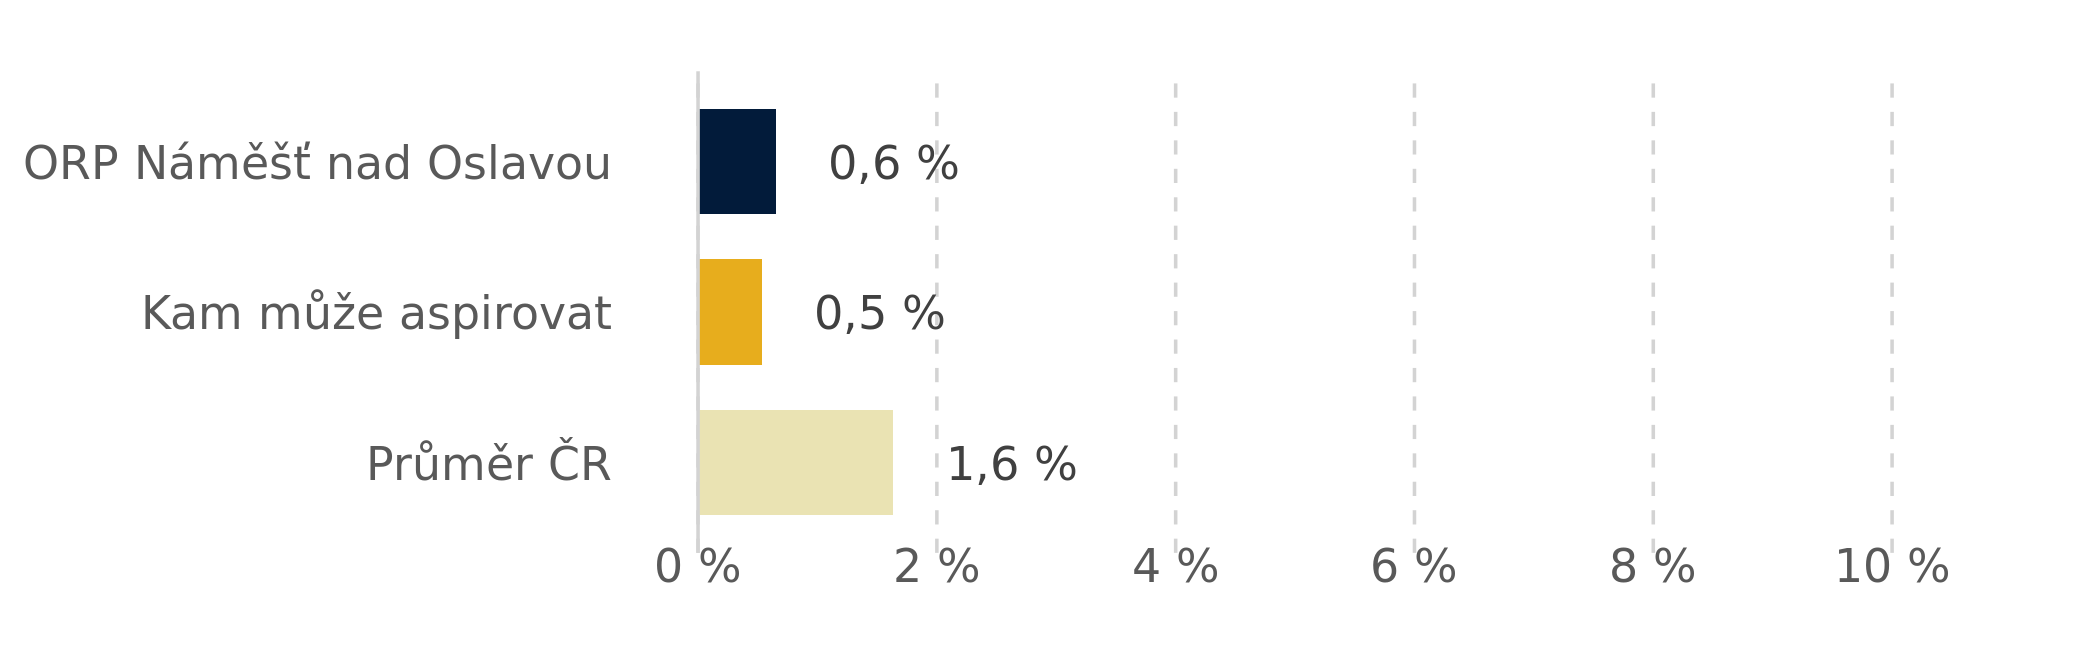 ORP Náměšť nad Oslavou
0,6 %
Kam může aspirovat
0,5 %
Průměr ČR
1,6 %
0 % 2 % 4 % 6 % 8 % 10 %